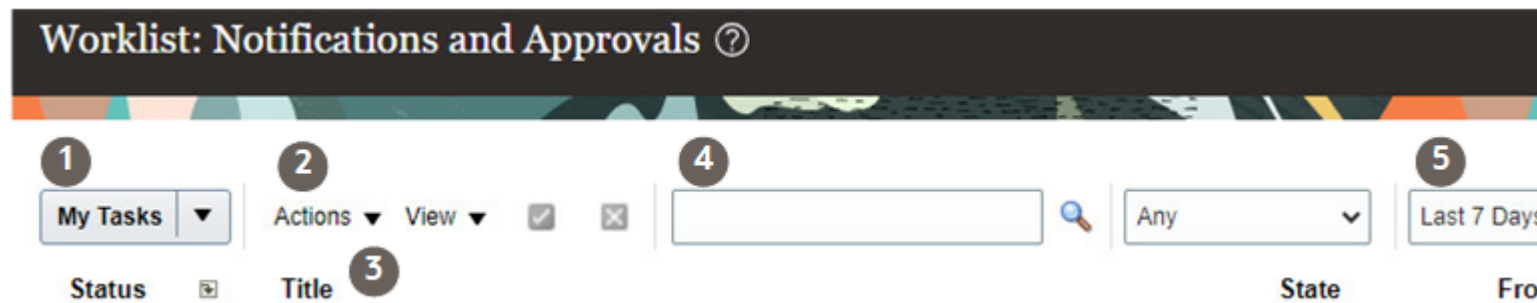 Worklist: Notifications and Approvals ?
1 2 4 5
My Tasks Actions View Any Last 7 Days
3
Status Title State Fro